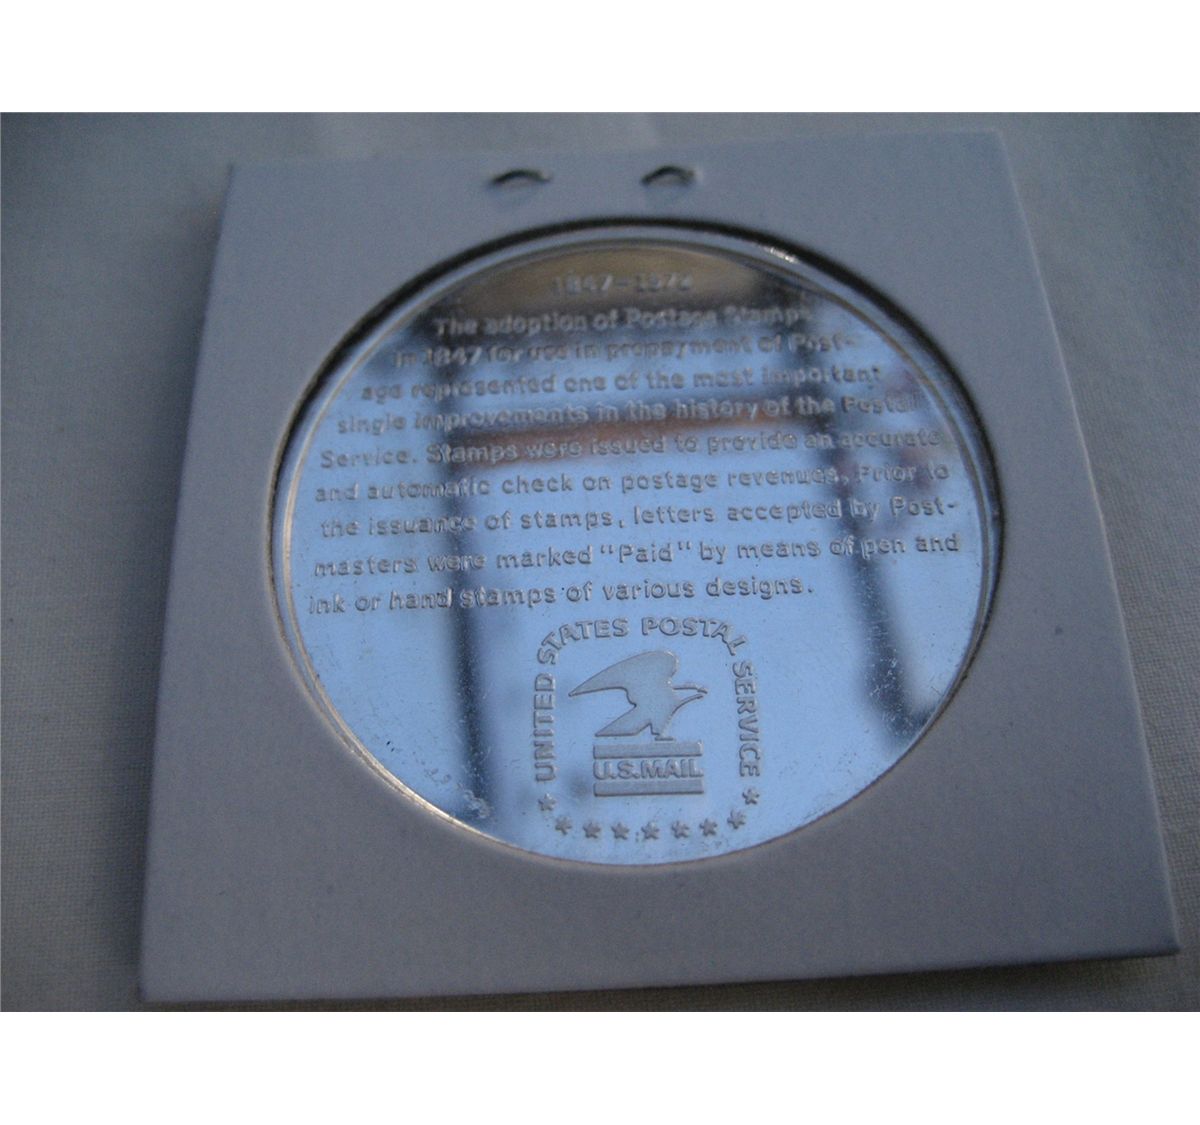 1847-1972
The adoption of Postage Stamps
in 1847 for use in prepayment of Post-
age represented one of the most important
single improvements in the history of the Postal
Service. Stamps were issued to provide an accurate
and automatic check on postage revenues. Prior to
the issuance of stamps, letters accepted by Post-
masters were marked "Paid" by means of pen and
ink or hand stamps of various designs.
UNITED STATES POSTAL SERVICE
U.S.MAIL